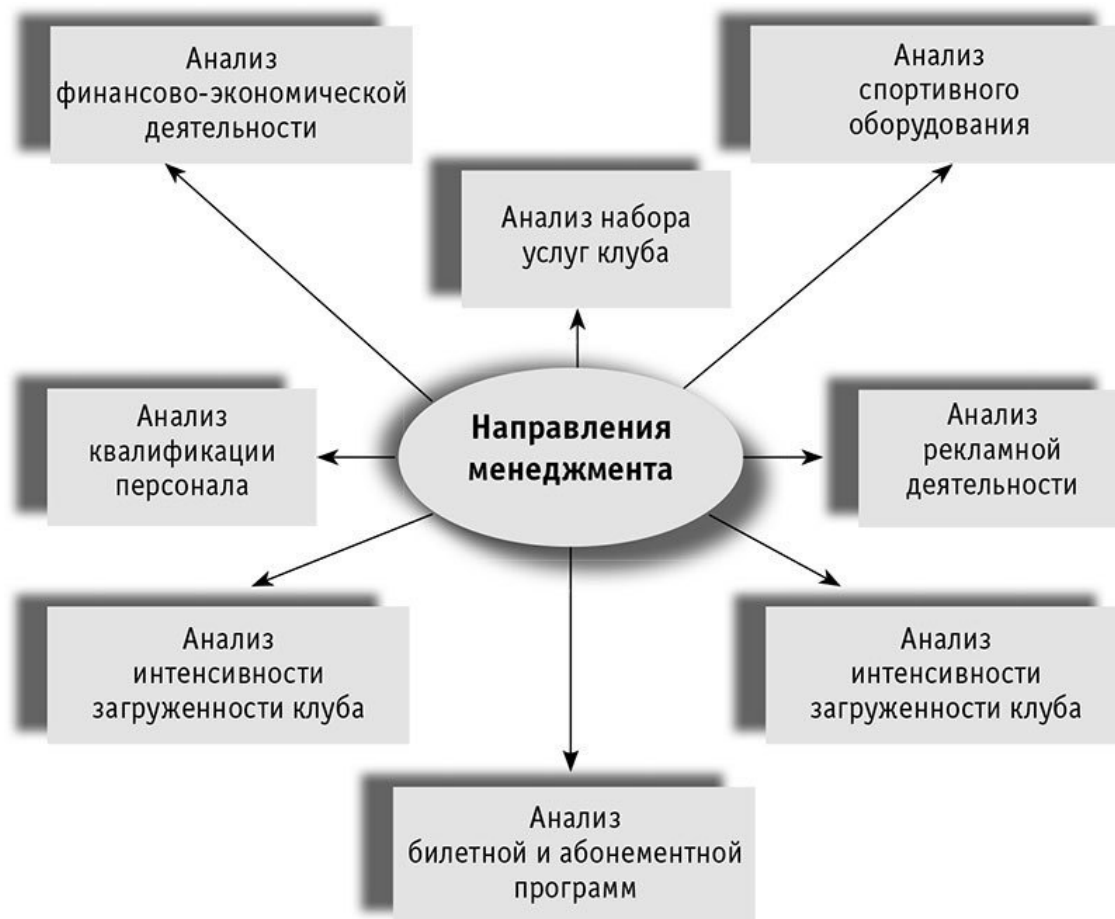 Анализ
финансово-экономической
деятельности
Анализ
спортивного
оборудования
Анализ набора
услуг клуба
Направления
менеджмента
Анализ
квалификации
персонала
Анализ
рекламной
деятельности
Анализ
интенсивности
загруженности клуба
Анализ
интенсивности
загруженности клуба
Анализ
билетной и абонементной
программ